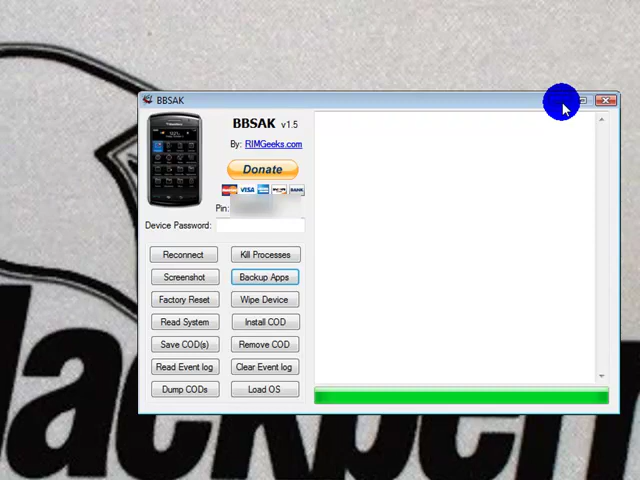 BBSAK
BBSAK v1.5
By: RIMGeeks.com
Donate
VISA
BANK
Pin:
Device Password:
Reconnect Kill Processes
Screenshot Backup Apps
Factory Reset Wipe Device
Read System Install COD
Save COD(s) Remove COD
Read Event log Clear Event log
Dump CODs Load OS